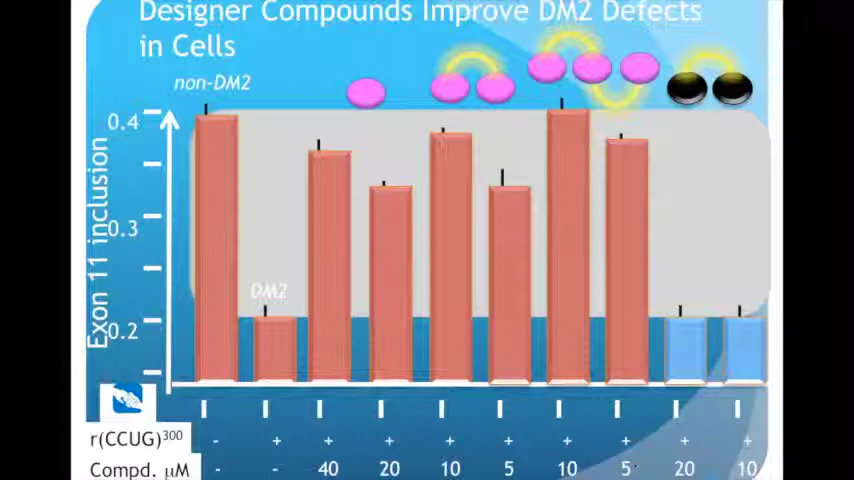 Designer Compounds Improve DM2 Defects
in Cells
non-DM2
0.4
0.3
0.2
Exon 11 inclusion
DM2
r(CCUG)300 - + + + + + + + + +
Compd. µM - - 40 20 10 5 10 5 20 10